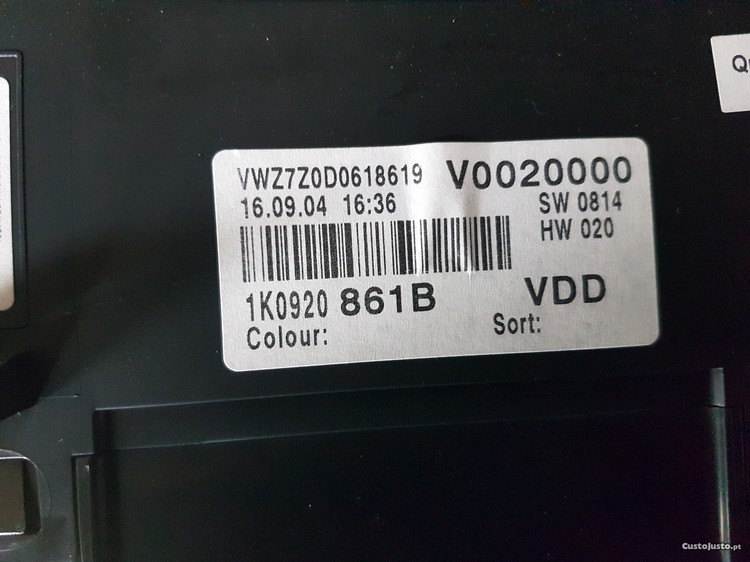 VWZ7Z0D0618619 V0020000
16.09.04 16:36 SW 0814
HW 020
1K0920 861B VDD
Colour: Sort:
CustoJusto.pt